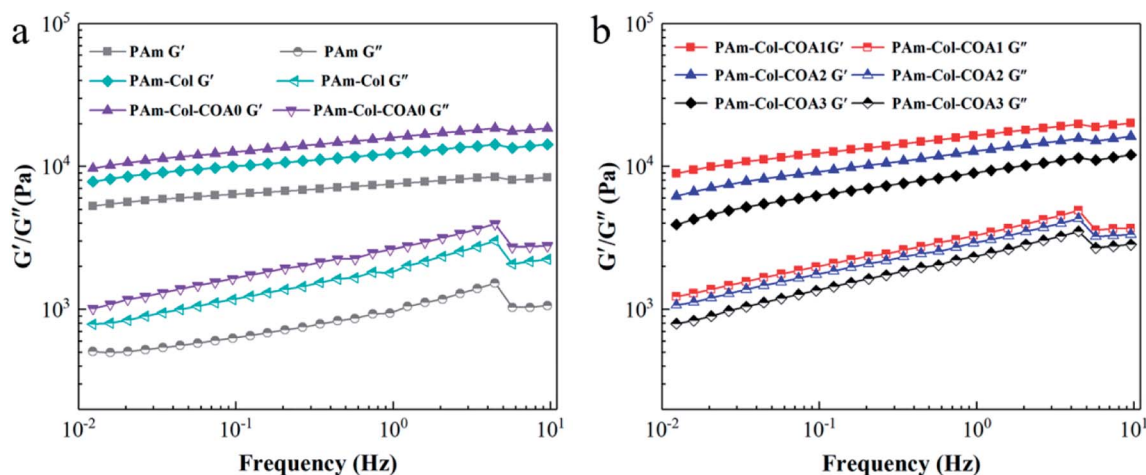 a
10^5
10^4
10^3
G′/G″(Pa)
PAm G′ PAm G″
PAm-Col G′ PAm-Col G″
PAm-Col-COA0 G′ PAm-Col-COA0 G″
10^-2 10^-1 10^0 10^1
Frequency (Hz)
b
10^5
10^4
10^3
G′/G″ (Pa)
PAm-Col-COA1G′ PAm-Col-COA1 G″
PAm-Col-COA2 G′ PAm-Col-COA2 G″
PAm-Col-COA3 G′ PAm-Col-COA3 G″
10^-2 10^-1 10^0 10^1
Frequency (Hz)